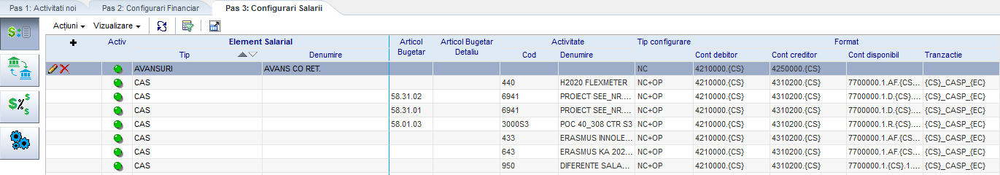 Pas 1: Activitati noi Pas 2: Configurari Financiar Pas 3: Configurari Salarii
Acțiuni Vizualizare
Activ Element Salarial Articol Bugetar Articol Bugetar Detaliu Activitate Tip configurare Format
Tip Denumire Cod Denumire Cont debitor Cont creditor Cont disponibil Tranzactie
AVANSURI AVANS CO RET. NC 4210000.{CS} 4250000.{CS}
CAS 440 H2020 FLEXMETER NC+OP 4210000.{CS} 4310200.{CS} 7700000.1.AF.{CS... {CS}_CASP_{EC}
CAS 58.31.02 6941 PROIECT SEE_NR.... NC+OP 4210000.{CS} 4310200.{CS} 7700000.1.D.{CS}.... {CS}_CASP_{EC}
CAS 58.31.01 6941 PROIECT SEE_NR.... NC+OP 4210000.{CS} 4310200.{CS} 7700000.1.D.{CS}.... {CS}_CASP_{EC}
CAS 58.01.03 3000S3 POC 40_308 CTR S3 NC+OP 4210000.{CS} 4310200.{CS} 7700000.1.R.{CS}.... {CS}_CASP_{EC}
CAS 433 ERASMUS INNOLE... NC+OP 4210000.{CS} 4310200.{CS} 7700000.1.AF.{CS... {CS}_CASP_{EC}
CAS 643 ERASMUS KA 202... NC+OP 4210000.{CS} 4310200.{CS} 7700000.1.AF.{CS... {CS}_CASP_{EC}
CAS 950 DIFERENTE SALA... NC+OP 4210000.{CS} 4310200.{CS} 7700000.{CS}.1.... {CS}_CASP_{EC}